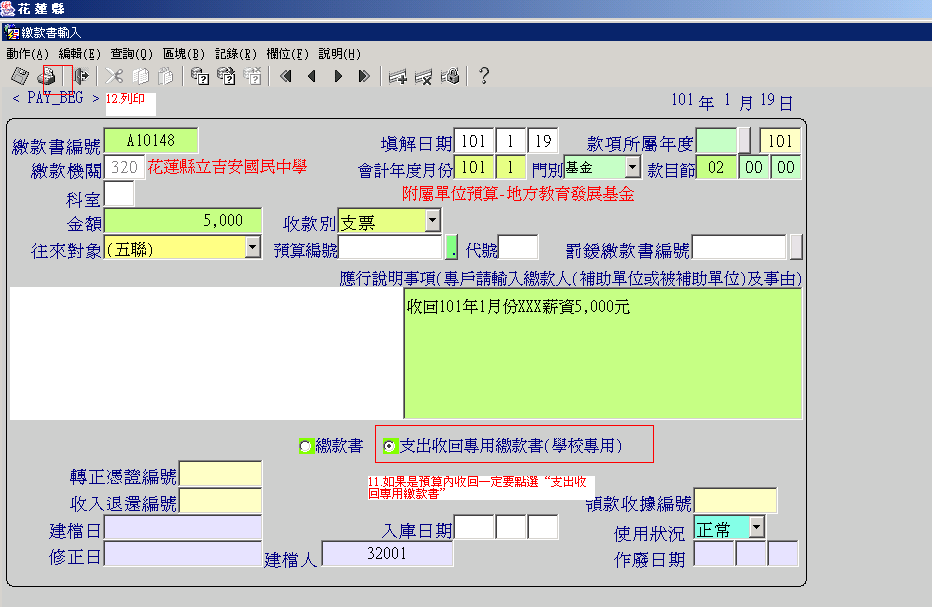 花蓮縣
繳款書輸入
動作(A) 編輯(E) 查詢(Q) 區塊(B) 記錄(R) 欄位(F) 說明(H)
< PAY_BEG > 12.列印 101 年 1 月 19 日
繳款書編號 A10148 填解日期 101 1 19 款項所屬年度 101
繳款機關 320 花蓮縣立吉安國民中學 會計年度月份 101 1 門別 基金 款目節 02 00 00
科室 附屬單位預算-地方教育發展基金
金額 5,000 收款別 支票
往來對象 (五聯) 預算編號 . 代號 罰鍰繳款書編號
應行說明事項(專戶請輸入繳款人(補助單位或被補助單位)及事由)
收回101年1月份XXX薪資5,000元
繳款書 支出收回專用繳款書(學校專用)
轉正憑證編號 11.如果是預算內收回一定要點選“支出收
回專用繳款書”
收入退還編號 領款收據編號
建檔日 入庫日期 使用狀況 正常
修正日 建檔人 32001 作廢日期